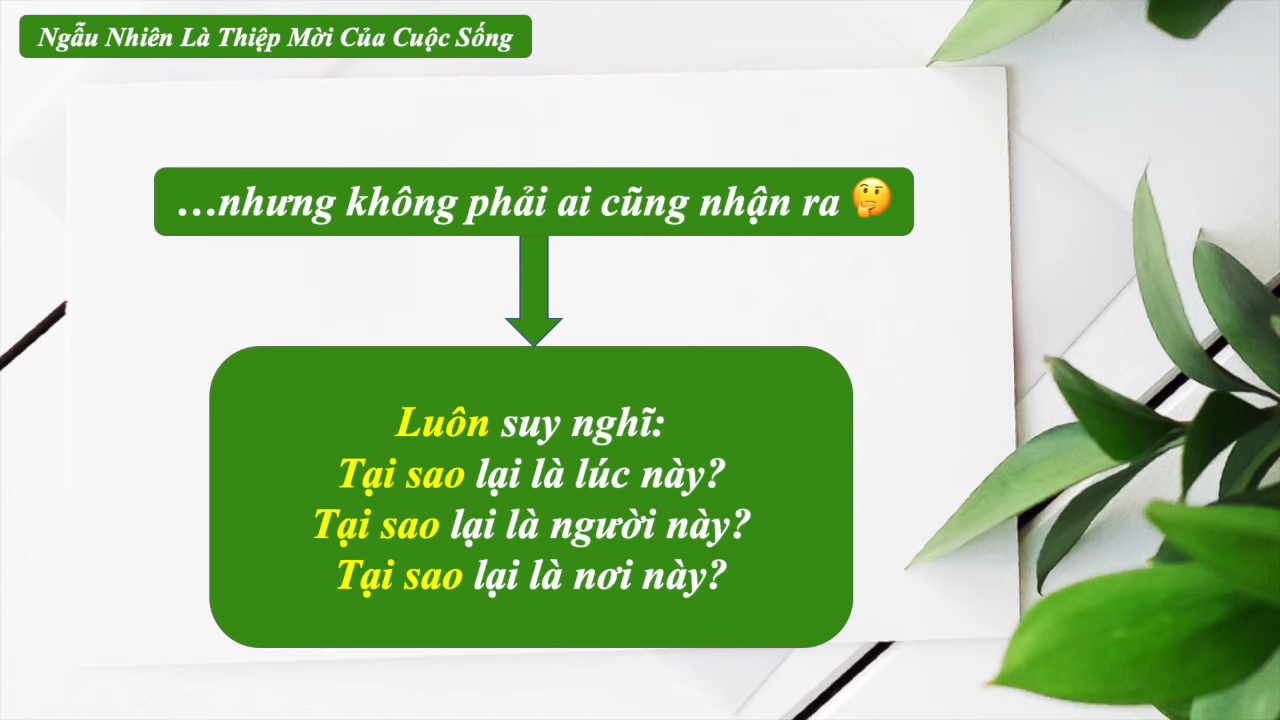 Ngẫu Nhiên Là Thiệp Mời Của Cuộc Sống
…nhưng không phải ai cũng nhận ra 🤔
Luôn suy nghĩ:
Tại sao lại là lúc này?
Tại sao lại là người này?
Tại sao lại là nơi này?